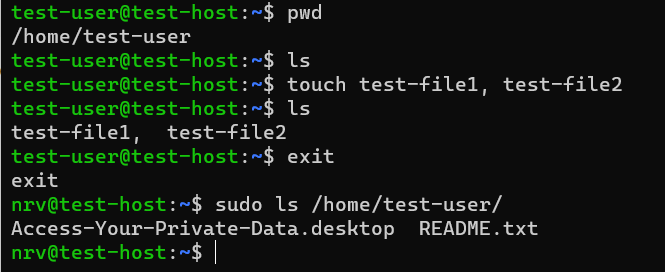 test-user@test-host:~$ pwd
/home/test-user
test-user@test-host:~$ ls
test-user@test-host:~$ touch test-file1, test-file2
test-user@test-host:~$ ls
test-file1,  test-file2
test-user@test-host:~$ exit
exit
nrv@test-host:~$ sudo ls /home/test-user/
Access-Your-Private-Data.desktop  README.txt
nrv@test-host:~$